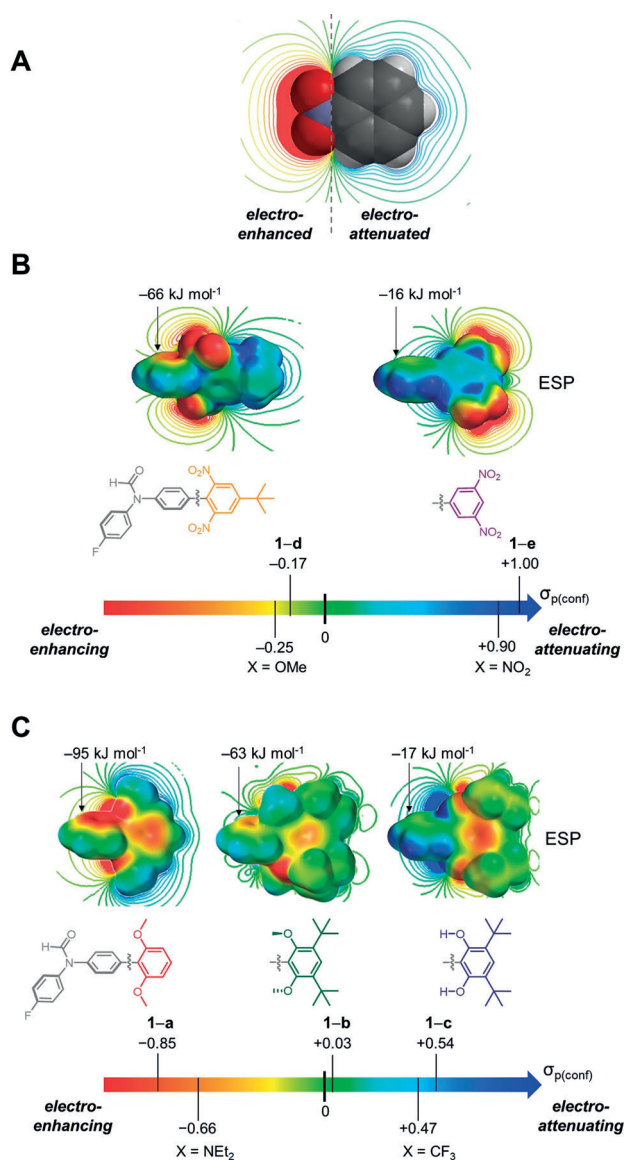 A
electro-
enhanced
electro-
attenuated
B
–66 kJ mol⁻¹
–16 kJ mol⁻¹
ESP
H
O
N
F
NO₂
O₂N
NO₂
NO₂
1–d
–0.17
1–e
+1.00
σp(conf)
electro-
enhancing
–0.25
X = OMe
0
+0.90
X = NO₂
electro-
attenuating
C
–95 kJ mol⁻¹
–63 kJ mol⁻¹
–17 kJ mol⁻¹
ESP
H
O
N
F
O
O
O
O
H–O
H–O
1–a
−0.85
1–b
+0.03
1–c
+0.54
σp(conf)
electro-
enhancing
−0.66
X = NEt₂
0
+0.47
X = CF₃
electro-
attenuating